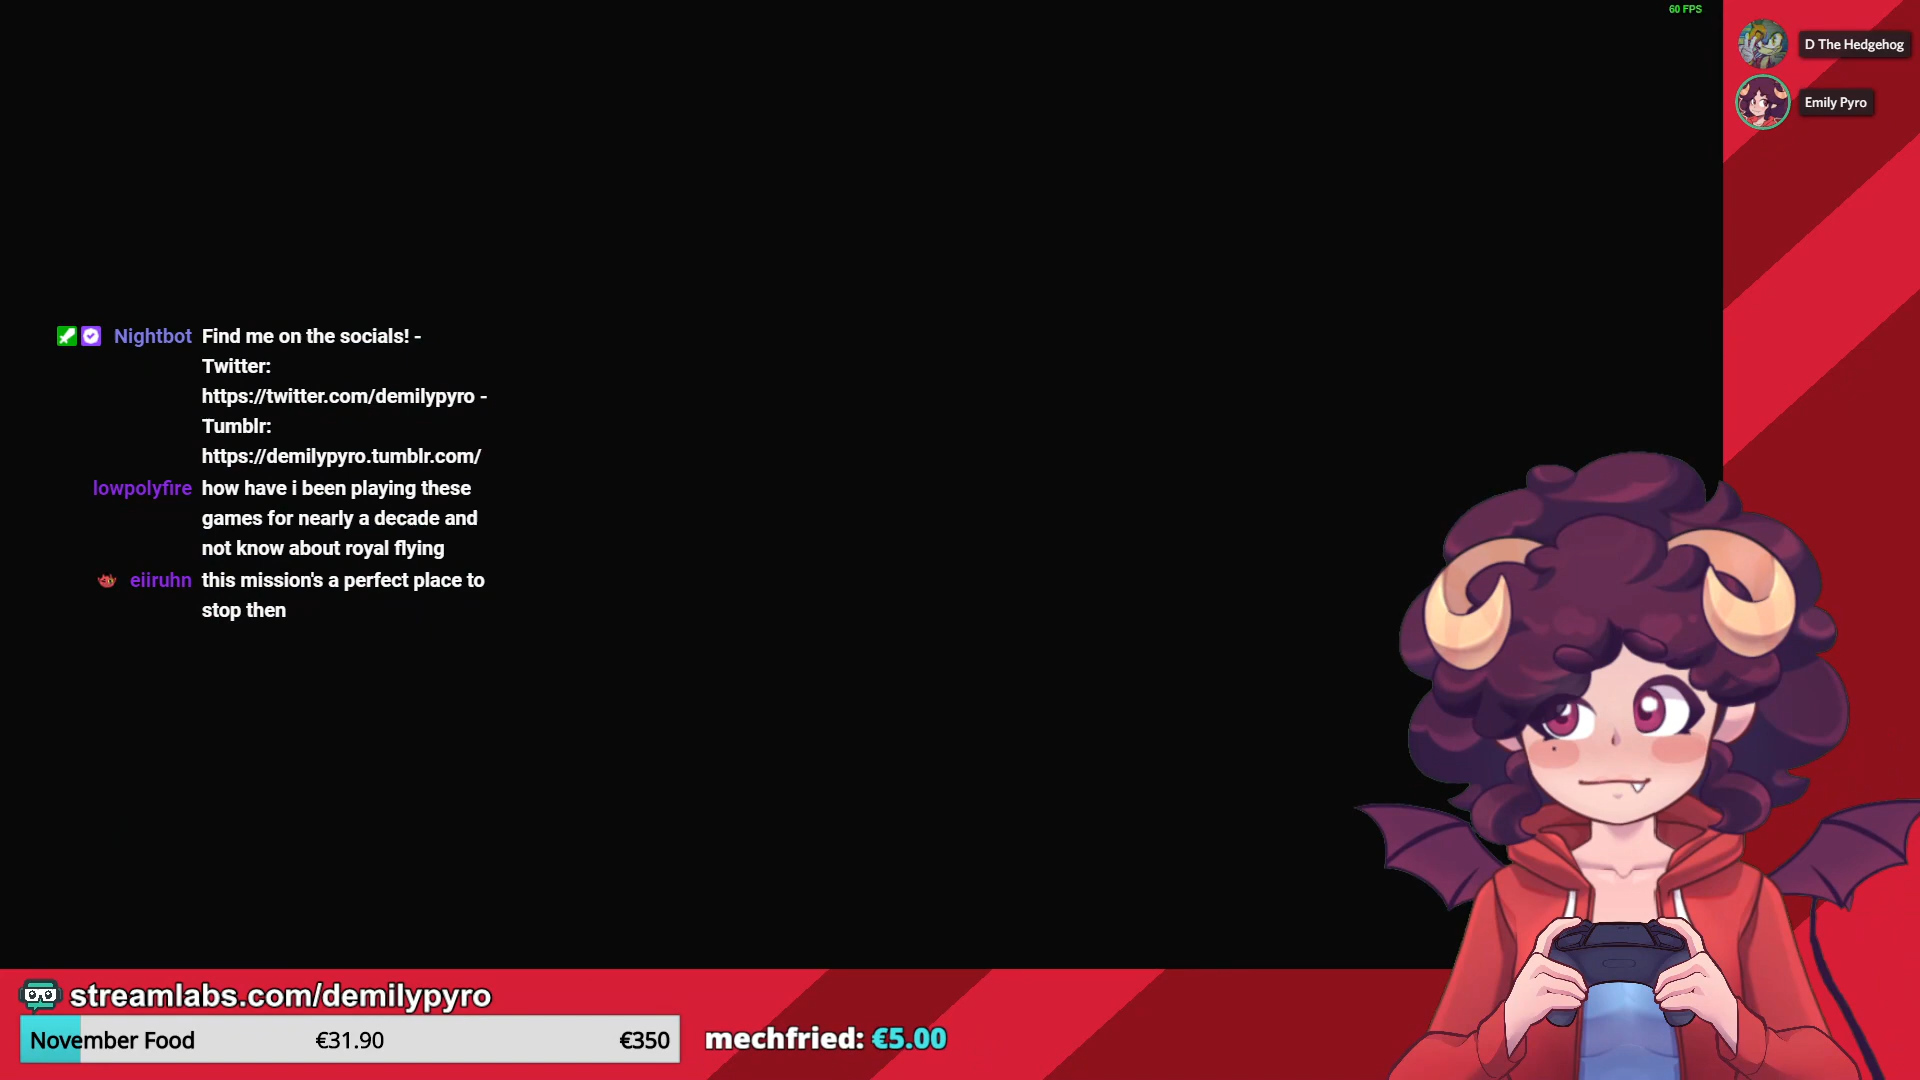 60 FPS
D The Hedgehog
Emily Pyro
Nightbot Find me on the socials! -
Twitter:
https://twitter.com/demilypyro -
Tumblr:
https://demilypyro.tumblr.com/
lowpolyfire how have i been playing these
games for nearly a decade and
not know about royal flying
eiiruhn this mission's a perfect place to
stop then
streamlabs.com/demilypyro
November Food €31.90 €350
mechfried: €5.00